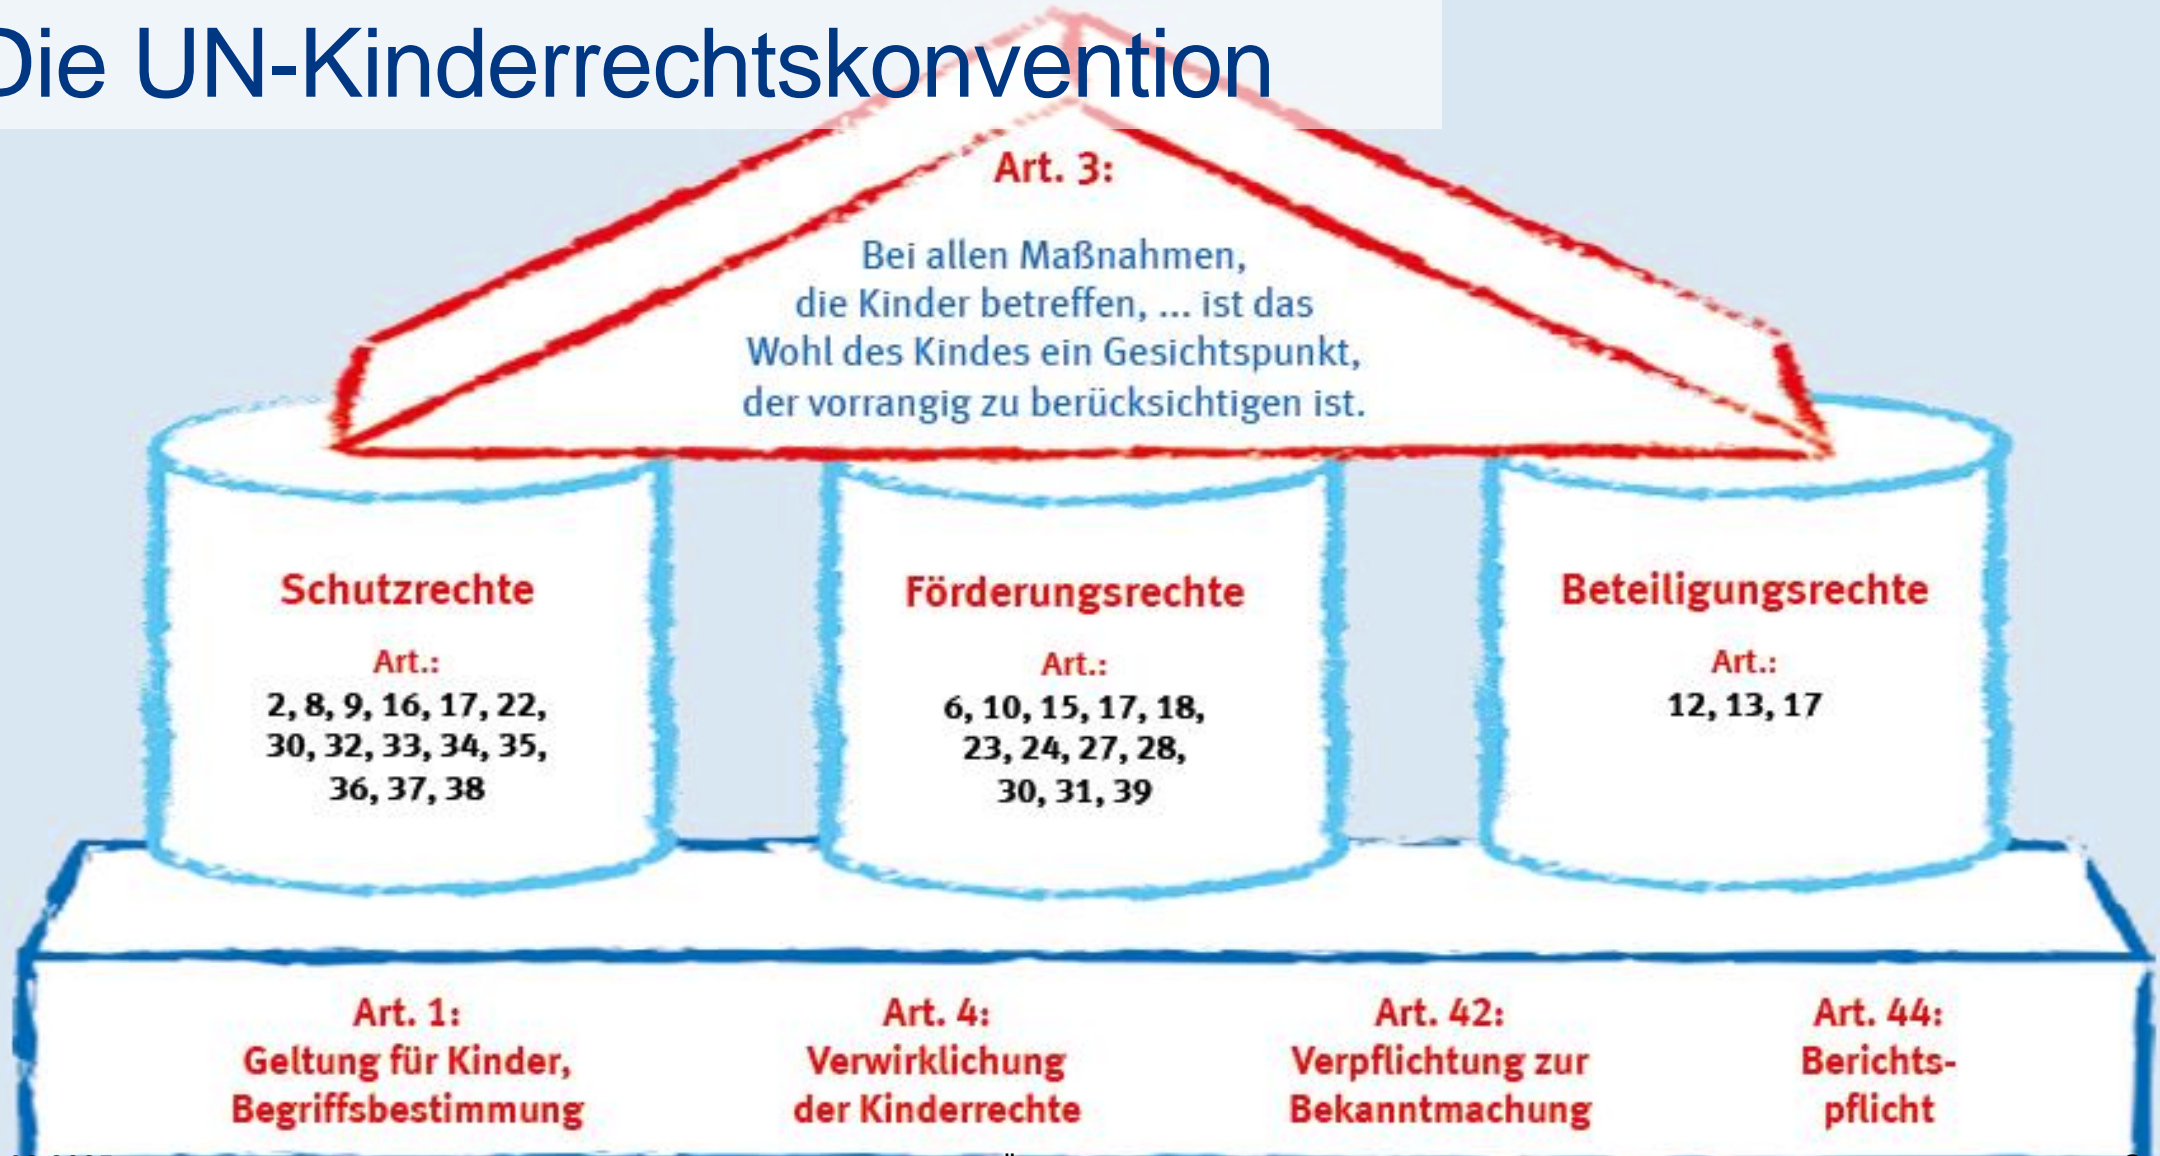 Die UN-Kinderrechtskonvention
Art. 3:
Bei allen Maßnahmen,
die Kinder betreffen, ... ist das
Wohl des Kindes ein Gesichtspunkt,
der vorrangig zu berücksichtigen ist.
Schutzrechte
Art.:
2, 8, 9, 16, 17, 22,
30, 32, 33, 34, 35,
36, 37, 38
Förderungsrechte
Art.:
6, 10, 15, 17, 18,
23, 24, 27, 28,
30, 31, 39
Beteiligungsrechte
Art.:
12, 13, 17
Art. 1:
Geltung für Kinder,
Begriffsbestimmung
Art. 4:
Verwirklichung
der Kinderrechte
Art. 42:
Verpflichtung zur
Bekanntmachung
Art. 44:
Berichts-
pflicht